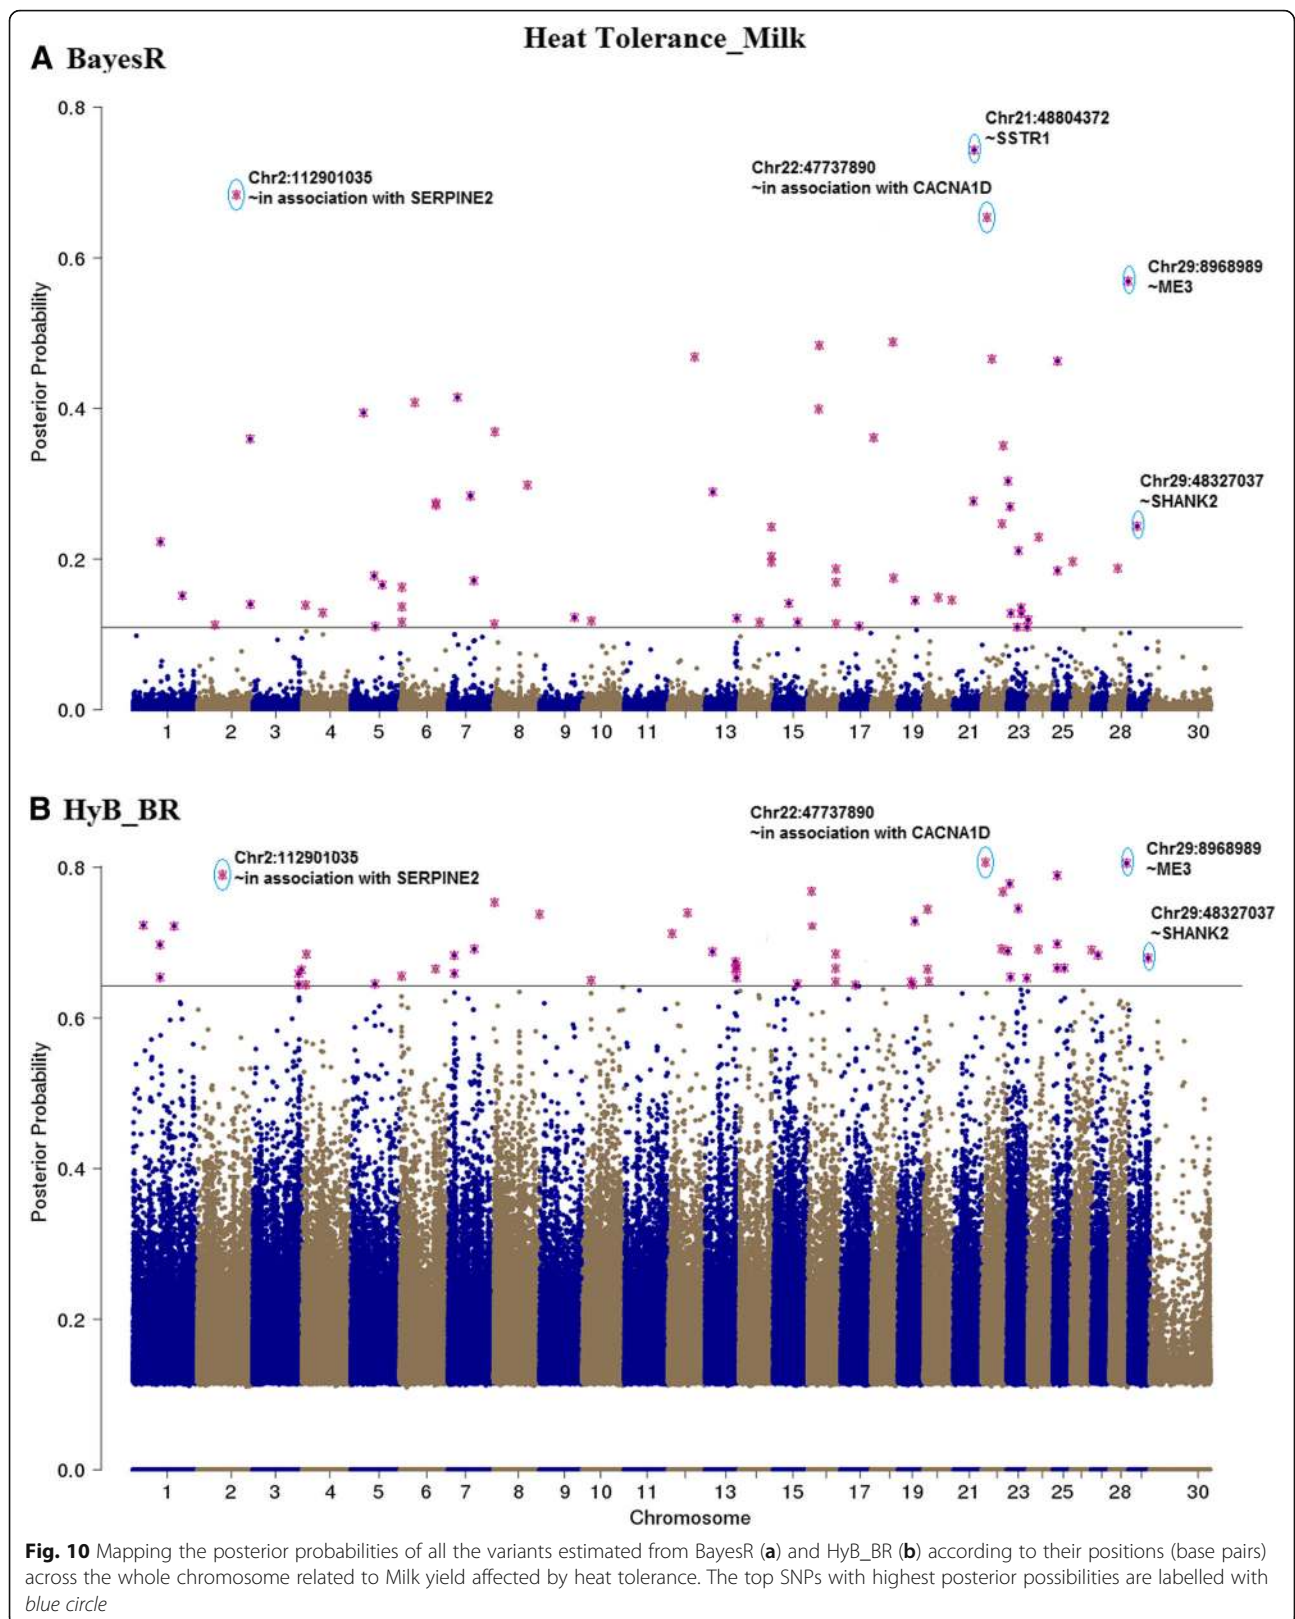 Heat Tolerance_Milk
A BayesR
0.8
0.6
0.4
0.2
0.0
Posterior Probability
Chr2:112901035
~in association with SERPINE2
Chr21:48804372
~SSTR1
Chr22:47737890
~in association with CACNA1D
Chr29:8968989
~ME3
Chr29:48327037
~SHANK2
1 2 3 4 5 6 7 8 9 10 11 13 15 17 19 21 23 25 28 30
B HyB_BR
0.8
0.6
0.4
0.2
0.0
Posterior Probability
Chr2:112901035
~in association with SERPINE2
Chr22:47737890
~in association with CACNA1D
Chr29:8968989
~ME3
Chr29:48327037
~SHANK2
1 2 3 4 5 6 7 8 9 10 11 13 15 17 19 21 23 25 28 30
Chromosome
Fig. 10 Mapping the posterior probabilities of all the variants estimated from BayesR (a) and HyB_BR (b) according to their positions (base pairs)
across the whole chromosome related to Milk yield affected by heat tolerance. The top SNPs with highest posterior possibilities are labelled with
blue circle